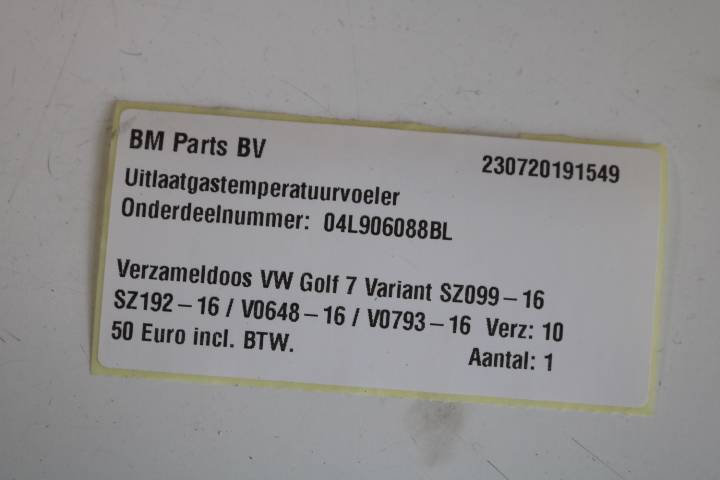 BM Parts BV
230720191549
Uitlaatgastemperatuurvoeler
Onderdeelnummer: 04L906088BL
Verzameldoos VW Golf 7 Variant SZ099-16
SZ192-16 / V0648-16 / V0793-16 Verz: 10
50 Euro incl. BTW.
Aantal: 1